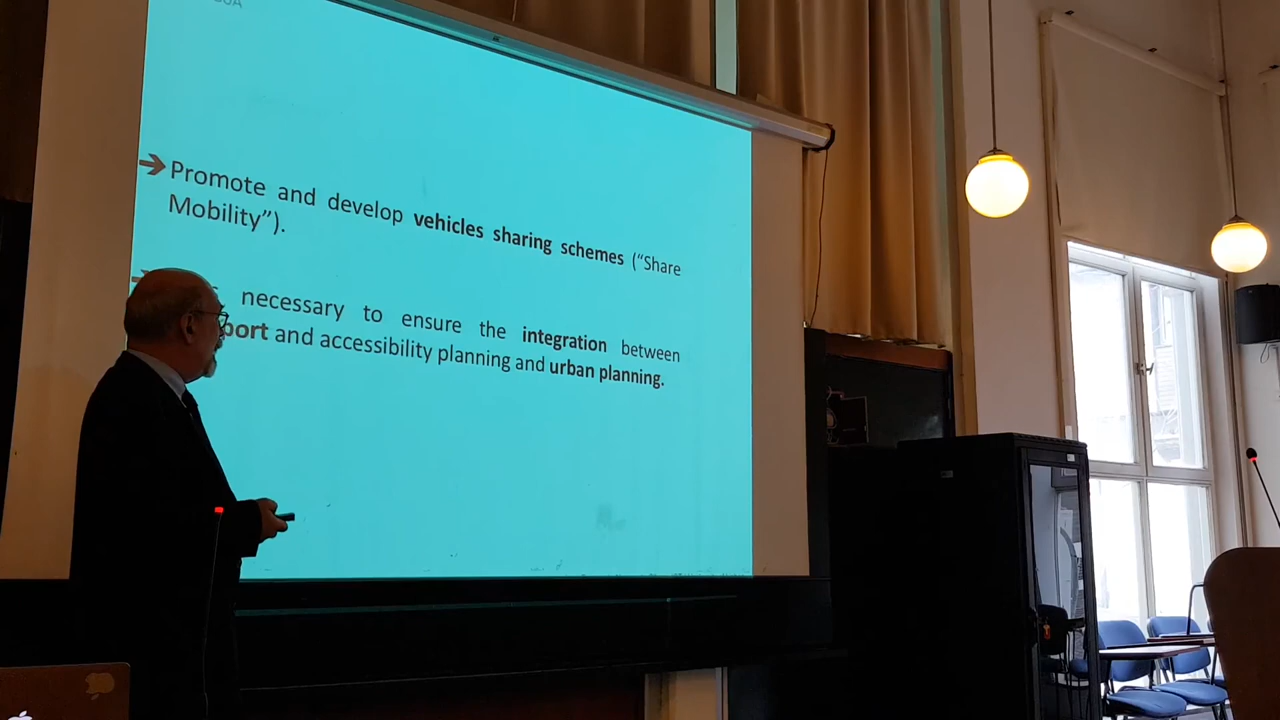 Promote and develop vehicles sharing schemes (“Share
Mobility”).
necessary to ensure the integration between
port and accessibility planning and urban planning.